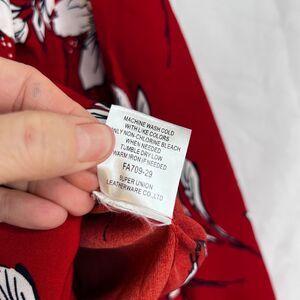 MACHINE WASH COLD
WITH LIKE COLORS
ONLY NON-CHLORINE BLEACH
WHEN NEEDED
TUMBLE DRY LOW
WARM IRON IF NEEDED
FA709-29
SUPER UNION
LEATHERWARE CO.,LTD